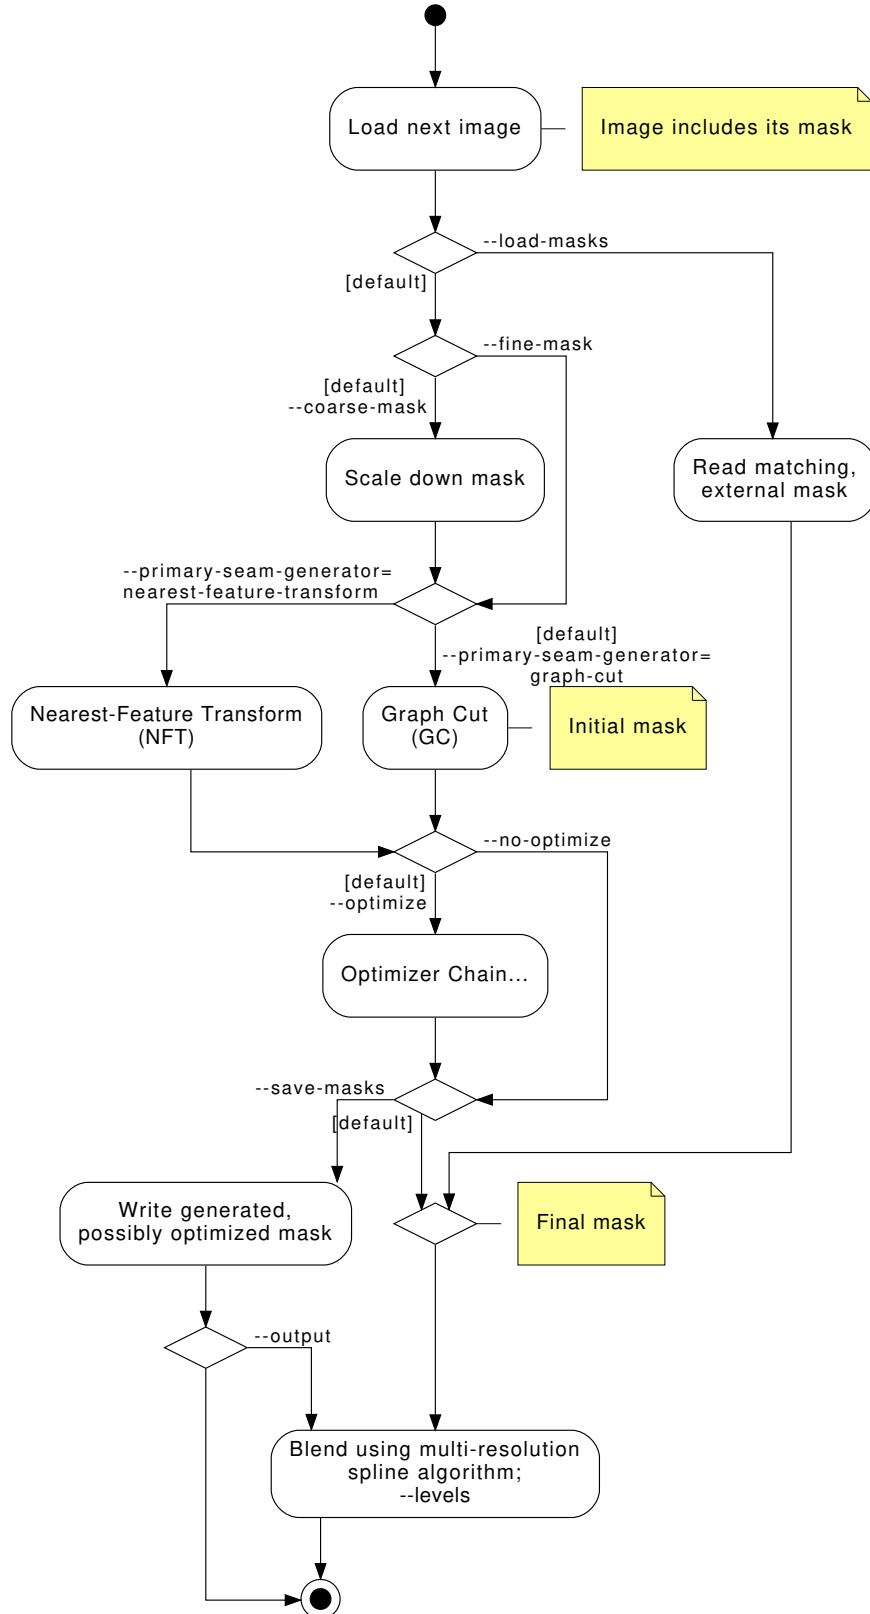 Load next image
Image includes its mask
--load-masks
[default]
--fine-mask
[default]
--coarse-mask
Scale down mask
Read matching,
external mask
--primary-seam-generator=
nearest-feature-transform
[default]
--primary-seam-generator=
graph-cut
Nearest-Feature Transform
(NFT)
Graph Cut
(GC)
Initial mask
--no-optimize
[default]
--optimize
Optimizer Chain...
--save-masks
[default]
Write generated,
possibly optimized mask
Final mask
--output
Blend using multi-resolution
spline algorithm;
--levels